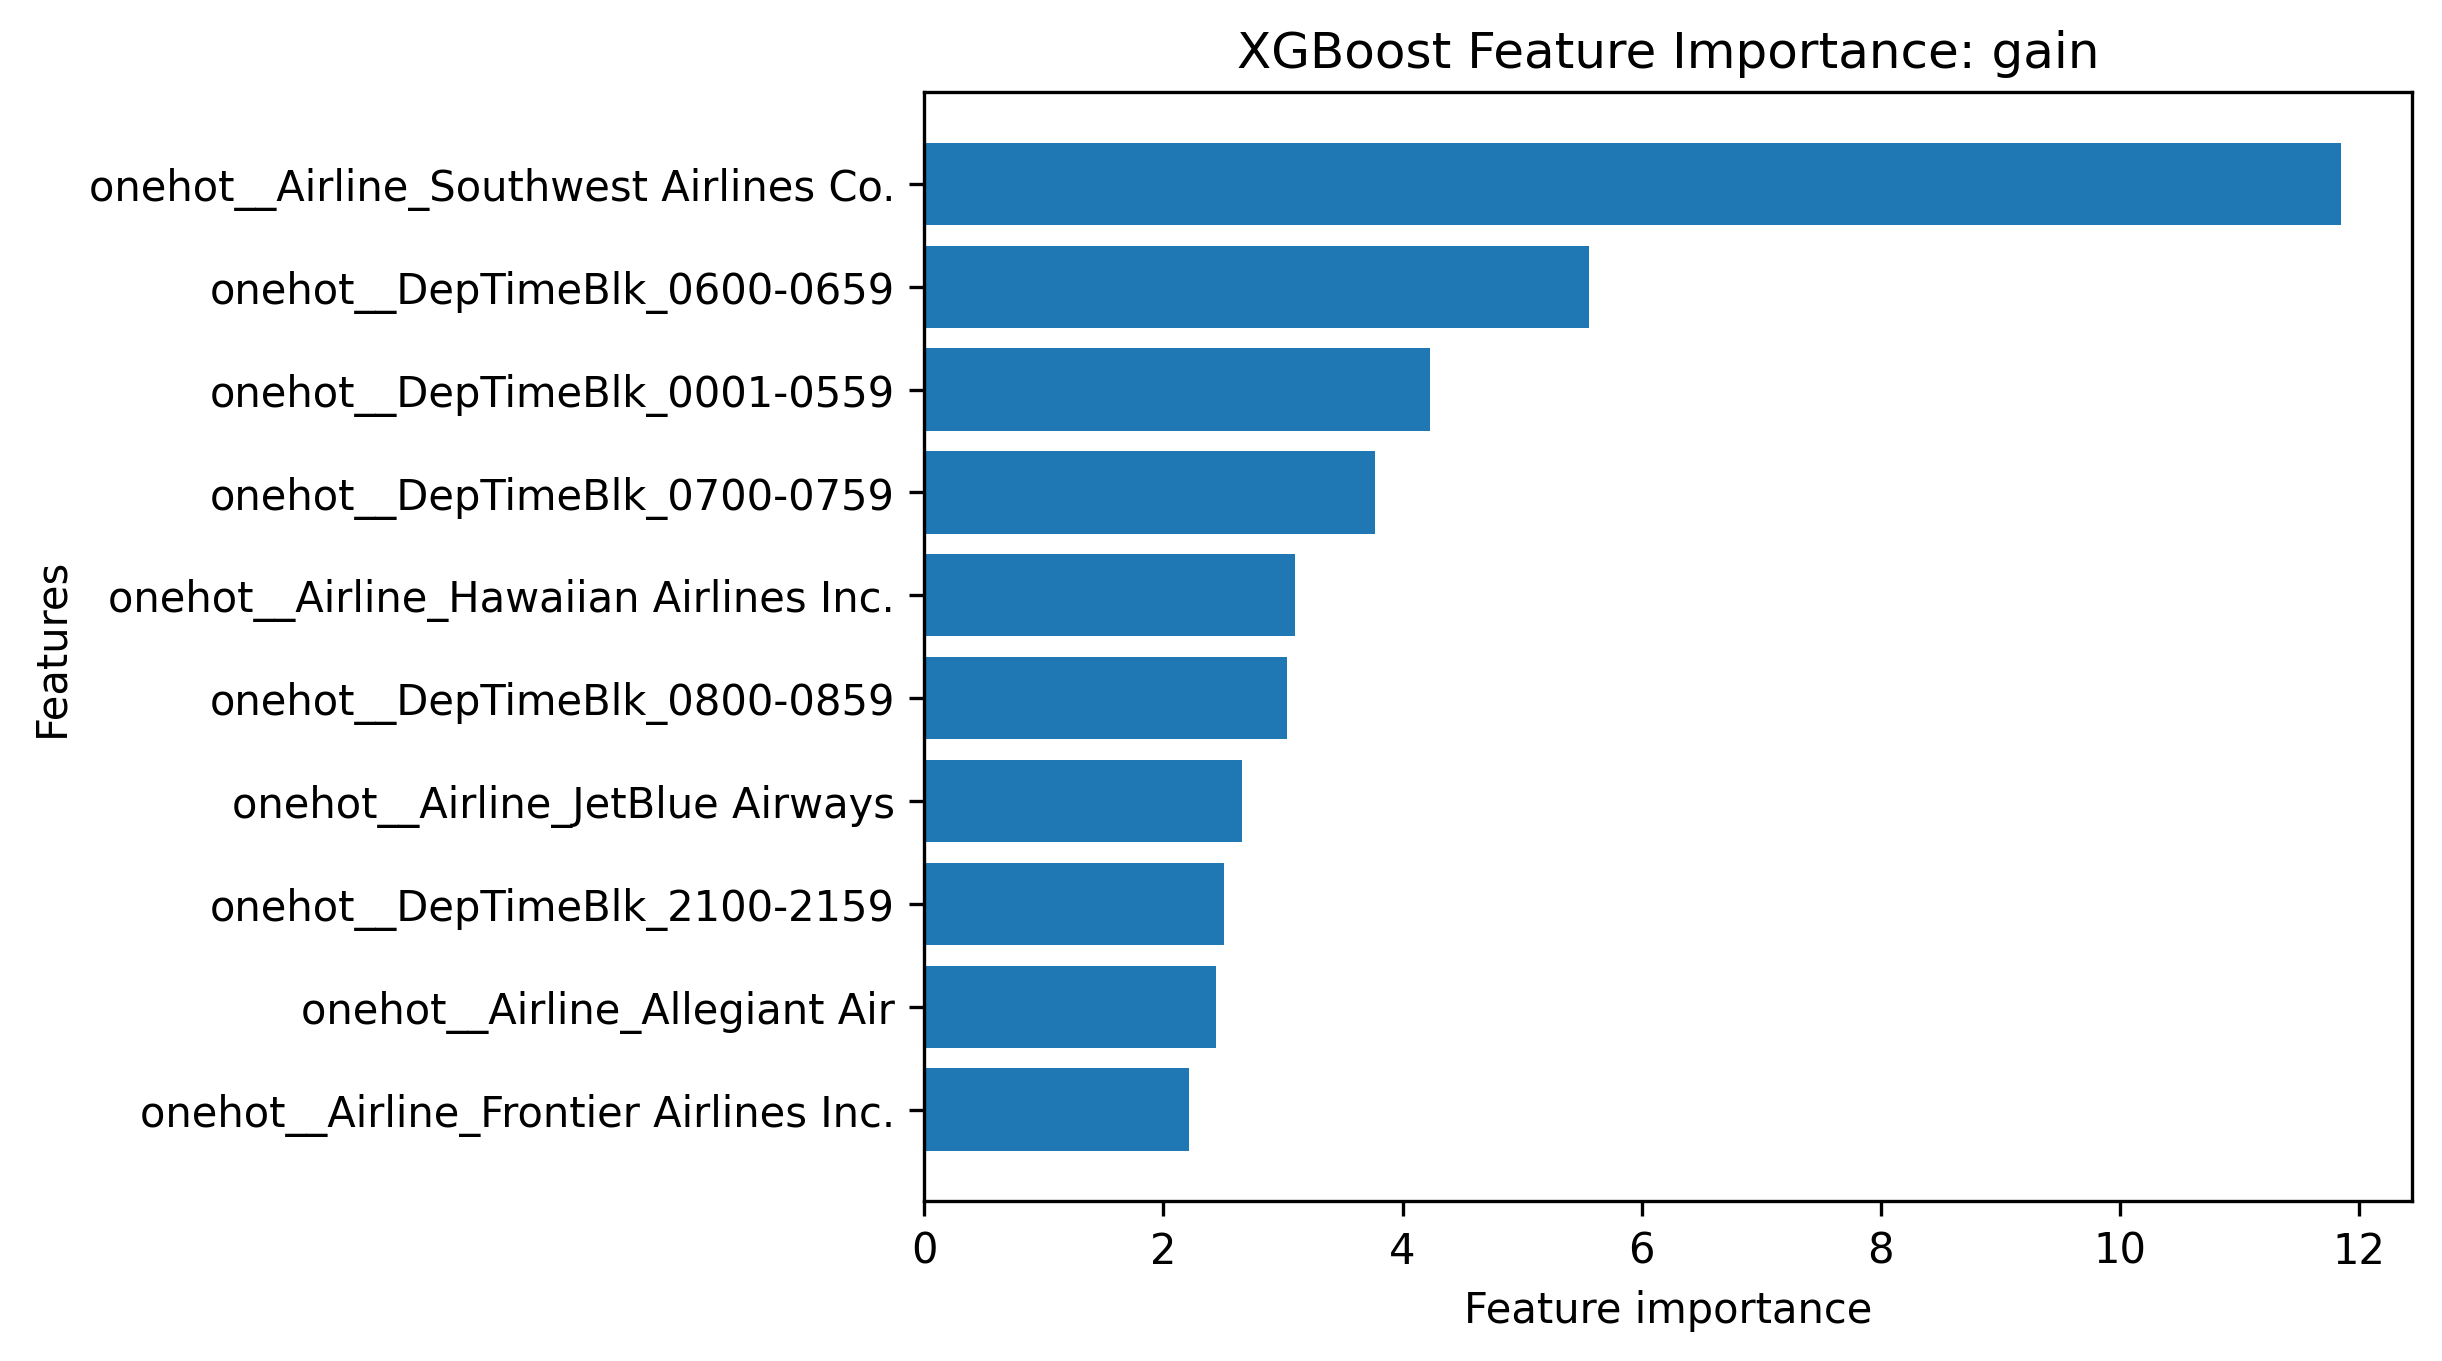 XGBoost Feature Importance: gain
Features
onehot__Airline_Southwest Airlines Co.
onehot__DepTimeBlk_0600-0659
onehot__DepTimeBlk_0001-0559
onehot__DepTimeBlk_0700-0759
onehot__Airline_Hawaiian Airlines Inc.
onehot__DepTimeBlk_0800-0859
onehot__Airline_JetBlue Airways
onehot__DepTimeBlk_2100-2159
onehot__Airline_Allegiant Air
onehot__Airline_Frontier Airlines Inc.
0 2 4 6 8 10 12
Feature importance